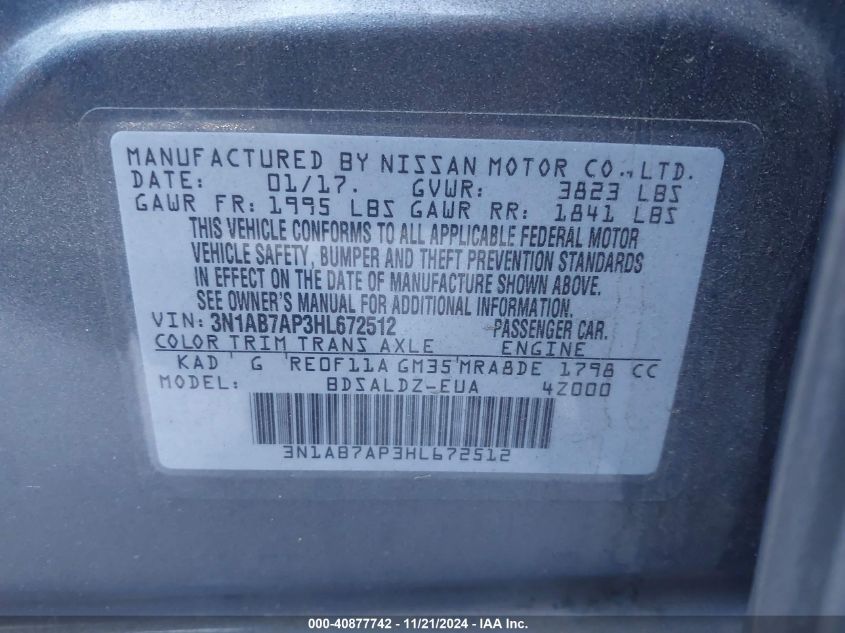 MANUFACTURED BY NISSAN MOTOR CO., LTD.
DATE: 01/17. GVWR: 3823 LBS
GAWR FR: 1995 LBS GAWR RR: 1841 LBS
THIS VEHICLE CONFORMS TO ALL APPLICABLE FEDERAL MOTOR
VEHICLE SAFETY, BUMPER AND THEFT PREVENTION STANDARDS
IN EFFECT ON THE DATE OF MANUFACTURE SHOWN ABOVE.
SEE OWNER'S MANUAL FOR ADDITIONAL INFORMATION.
VIN: 3N1AB7AP3HL672512 PASSENGER CAR.
COLOR TRIM TRANS AXLE ENGINE
KAD G RE0F11A GM35 MRA8DE 1798 CC
MODEL: BDSALDZ-EUA 4Z000
3N1AB7AP3HL672512
000-40877742 - 11/21/2024 - IAAI, Inc.